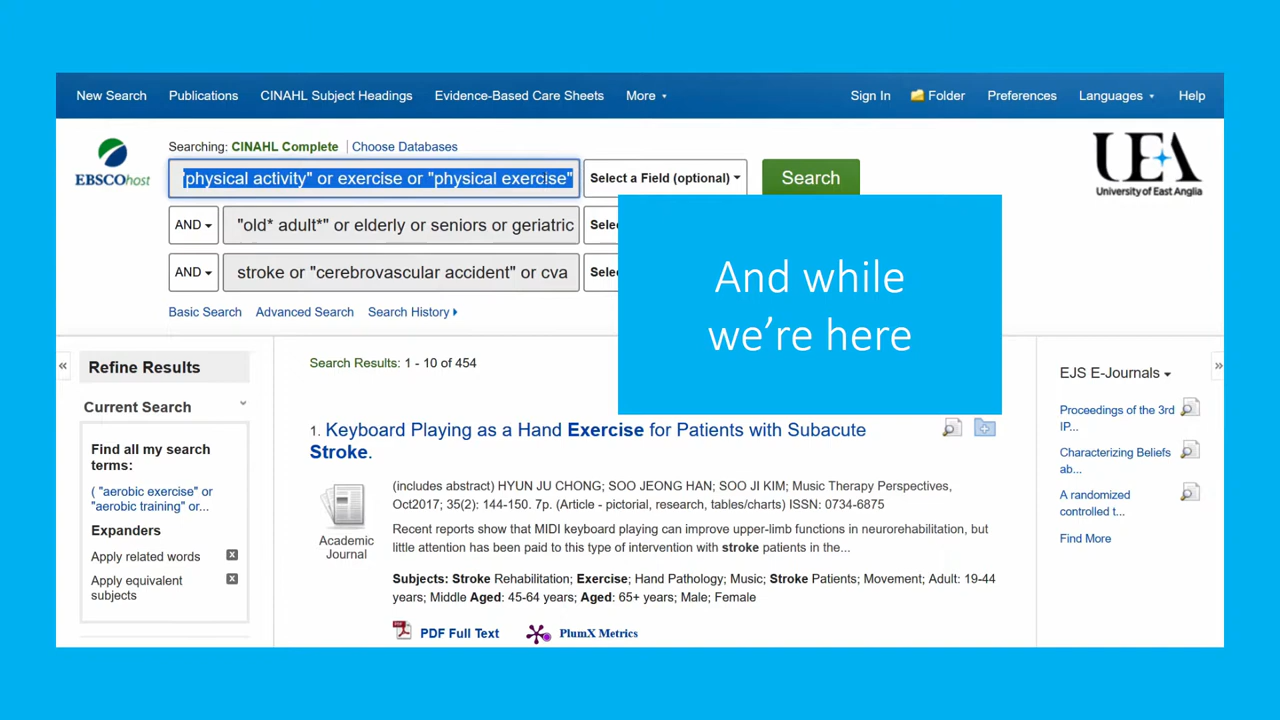 New Search Publications CINAHL Subject Headings Evidence-Based Care Sheets More Sign In Folder Preferences Languages Help
EBSCOhost
Searching: CINAHL Complete Choose Databases
physical activity" or exercise or "physical exercise" Select a Field (optional) Search
UEA
University of East Anglia
AND "old* adult*" or elderly or seniors or geriatric Sele
AND stroke or "cerebrovascular accident" or cva Sele
And while
we're here
Basic Search Advanced Search Search History
Refine Results
Current Search
Find all my search
terms:
( "aerobic exercise" or
"aerobic training" or...
Expanders
Apply related words
Apply equivalent
subjects
Search Results: 1 - 10 of 454
1. Keyboard Playing as a Hand Exercise for Patients with Subacute
Stroke.
Academic
Journal
(includes abstract) HYUN JU CHONG; SOO JEONG HAN; SOO JI KIM; Music Therapy Perspectives,
Oct2017; 35(2): 144-150. 7p. (Article - pictorial, research, tables/charts) ISSN: 0734-6875
Recent reports show that MIDI keyboard playing can improve upper-limb functions in neurorehabilitation, but
little attention has been paid to this type of intervention with stroke patients in the...
Subjects: Stroke Rehabilitation; Exercise; Hand Pathology; Music; Stroke Patients; Movement; Adult: 19-44
years; Middle Aged: 45-64 years; Aged: 65+ years; Male; Female
PDF Full Text PlumX Metrics
EJS E-Journals
Proceedings of the 3rd
IP...
Characterizing Beliefs
ab...
A randomized
controlled t...
Find More